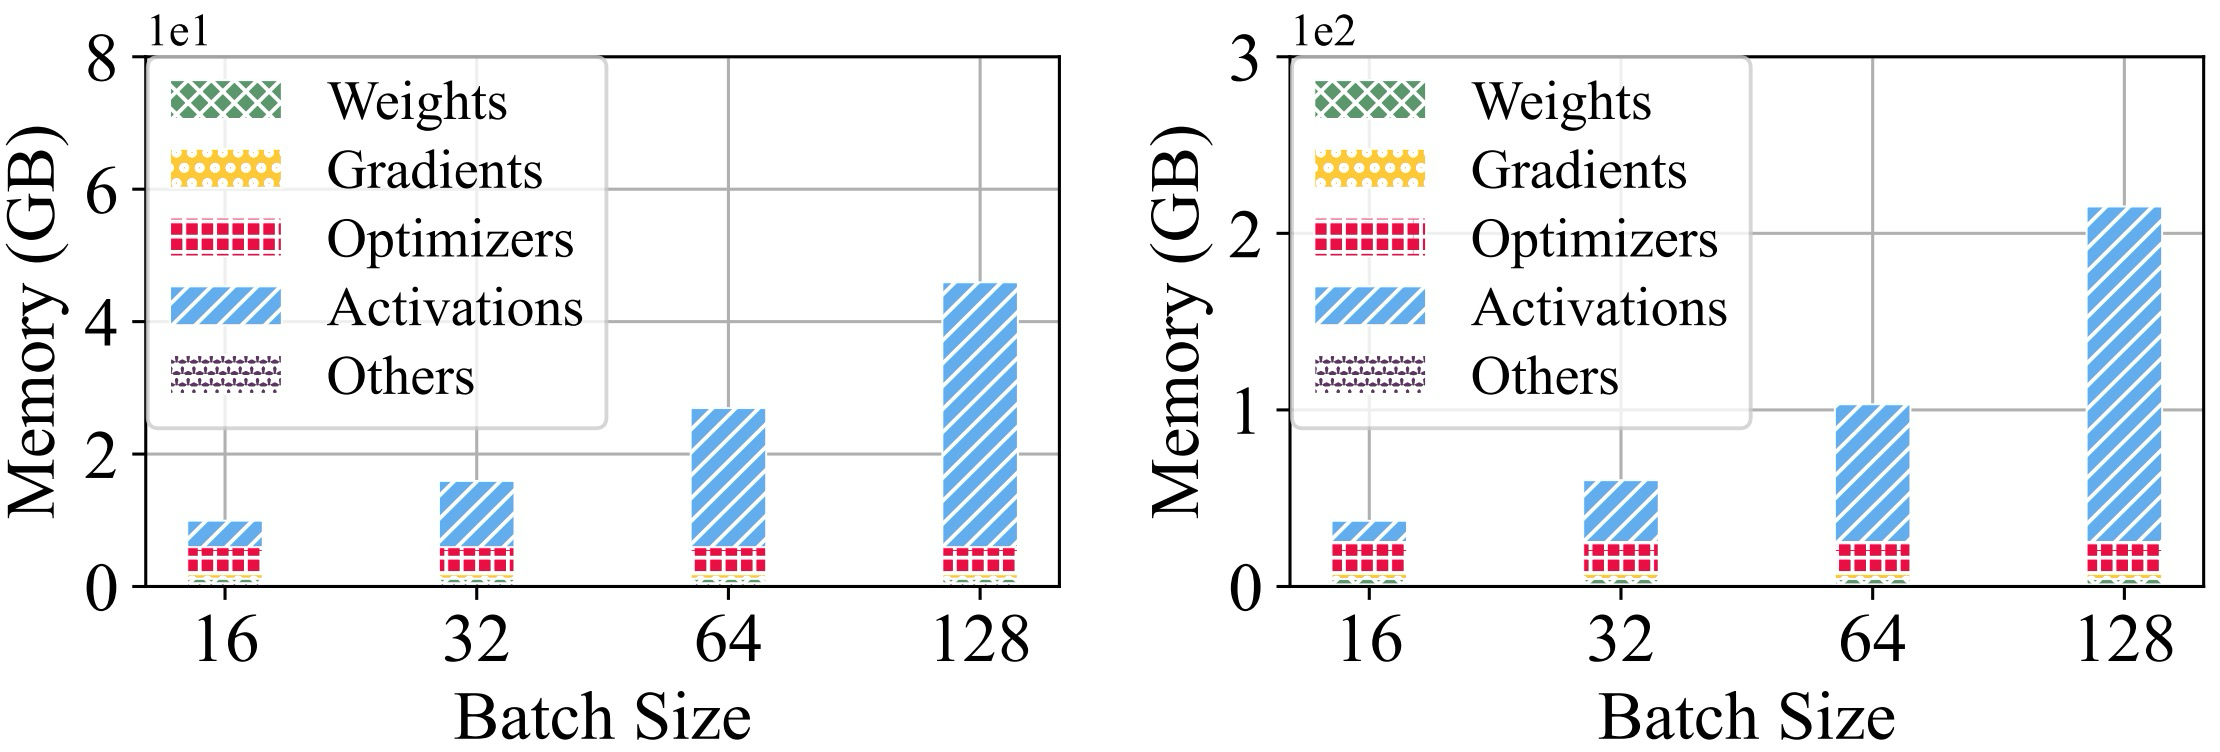 1e1
8
6
4
2
0
Memory (GB)
Weights
Gradients
Optimizers
Activations
Others
16 32 64 128
Batch Size
1e2
3
2
1
0
Memory (GB)
Weights
Gradients
Optimizers
Activations
Others
16 32 64 128
Batch Size